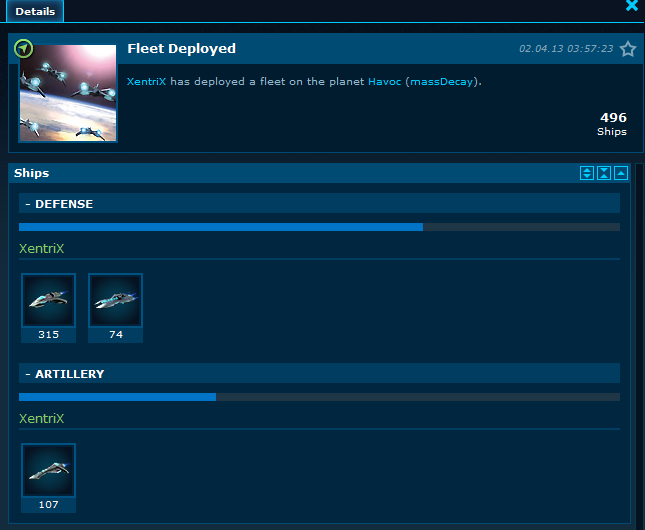 Details
Fleet Deployed
02.04.13 03:57:23
XentriX has deployed a fleet on the planet Havoc (massDecay).
496
Ships
Ships
- DEFENSE
XentriX
315 74
- ARTILLERY
XentriX
107